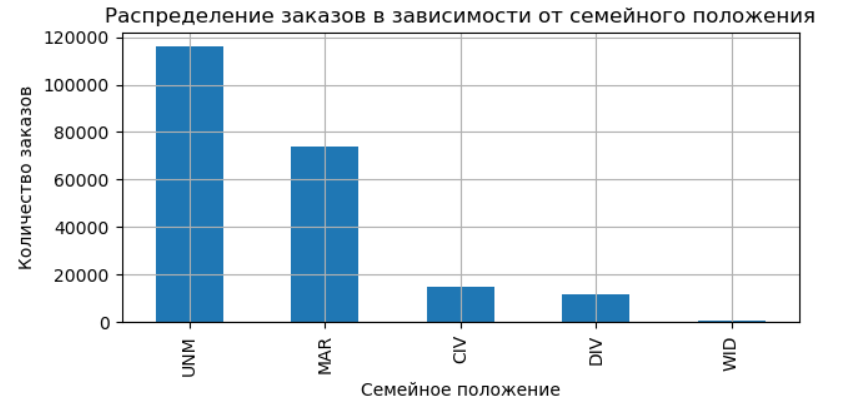 Распределение заказов в зависимости от семейного положения
120000
100000
80000
60000
40000
20000
0
Количество заказов
UNM
MAR
CIV
DIV
WID
Семейное положение